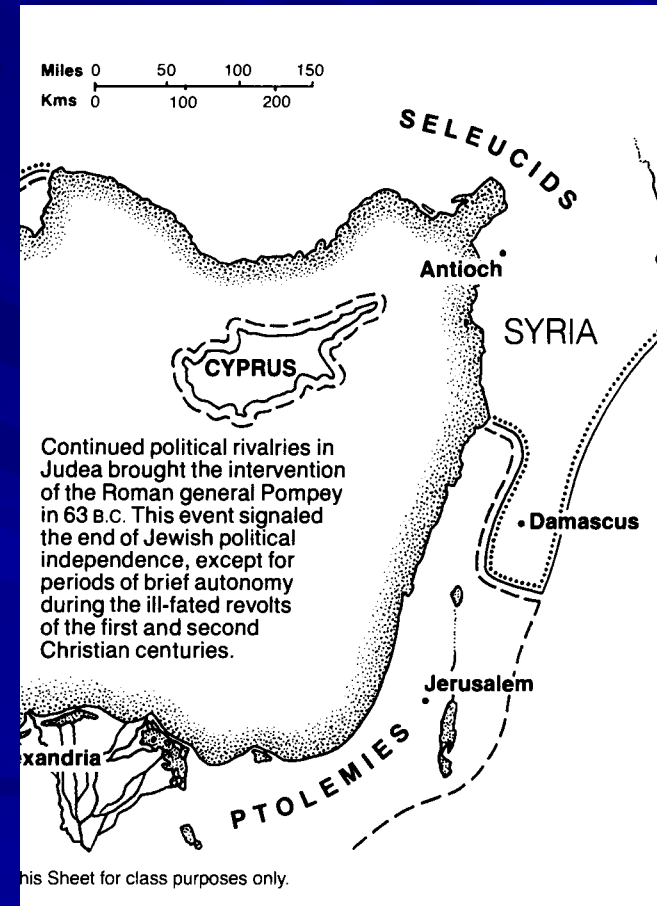 Miles 0 50 100 150
Kms 0 100 200
SELEUCIDS
Antioch
SYRIA
CYPRUS
Continued political rivalries in
Judea brought the intervention
of the Roman general Pompey
in 63 B.C. This event signaled
the end of Jewish political
independence, except for
periods of brief autonomy
during the ill-fated revolts
of the first and second
Christian centuries.
Damascus
Jerusalem
xandria
PTOLEMIES
his Sheet for class purposes only.